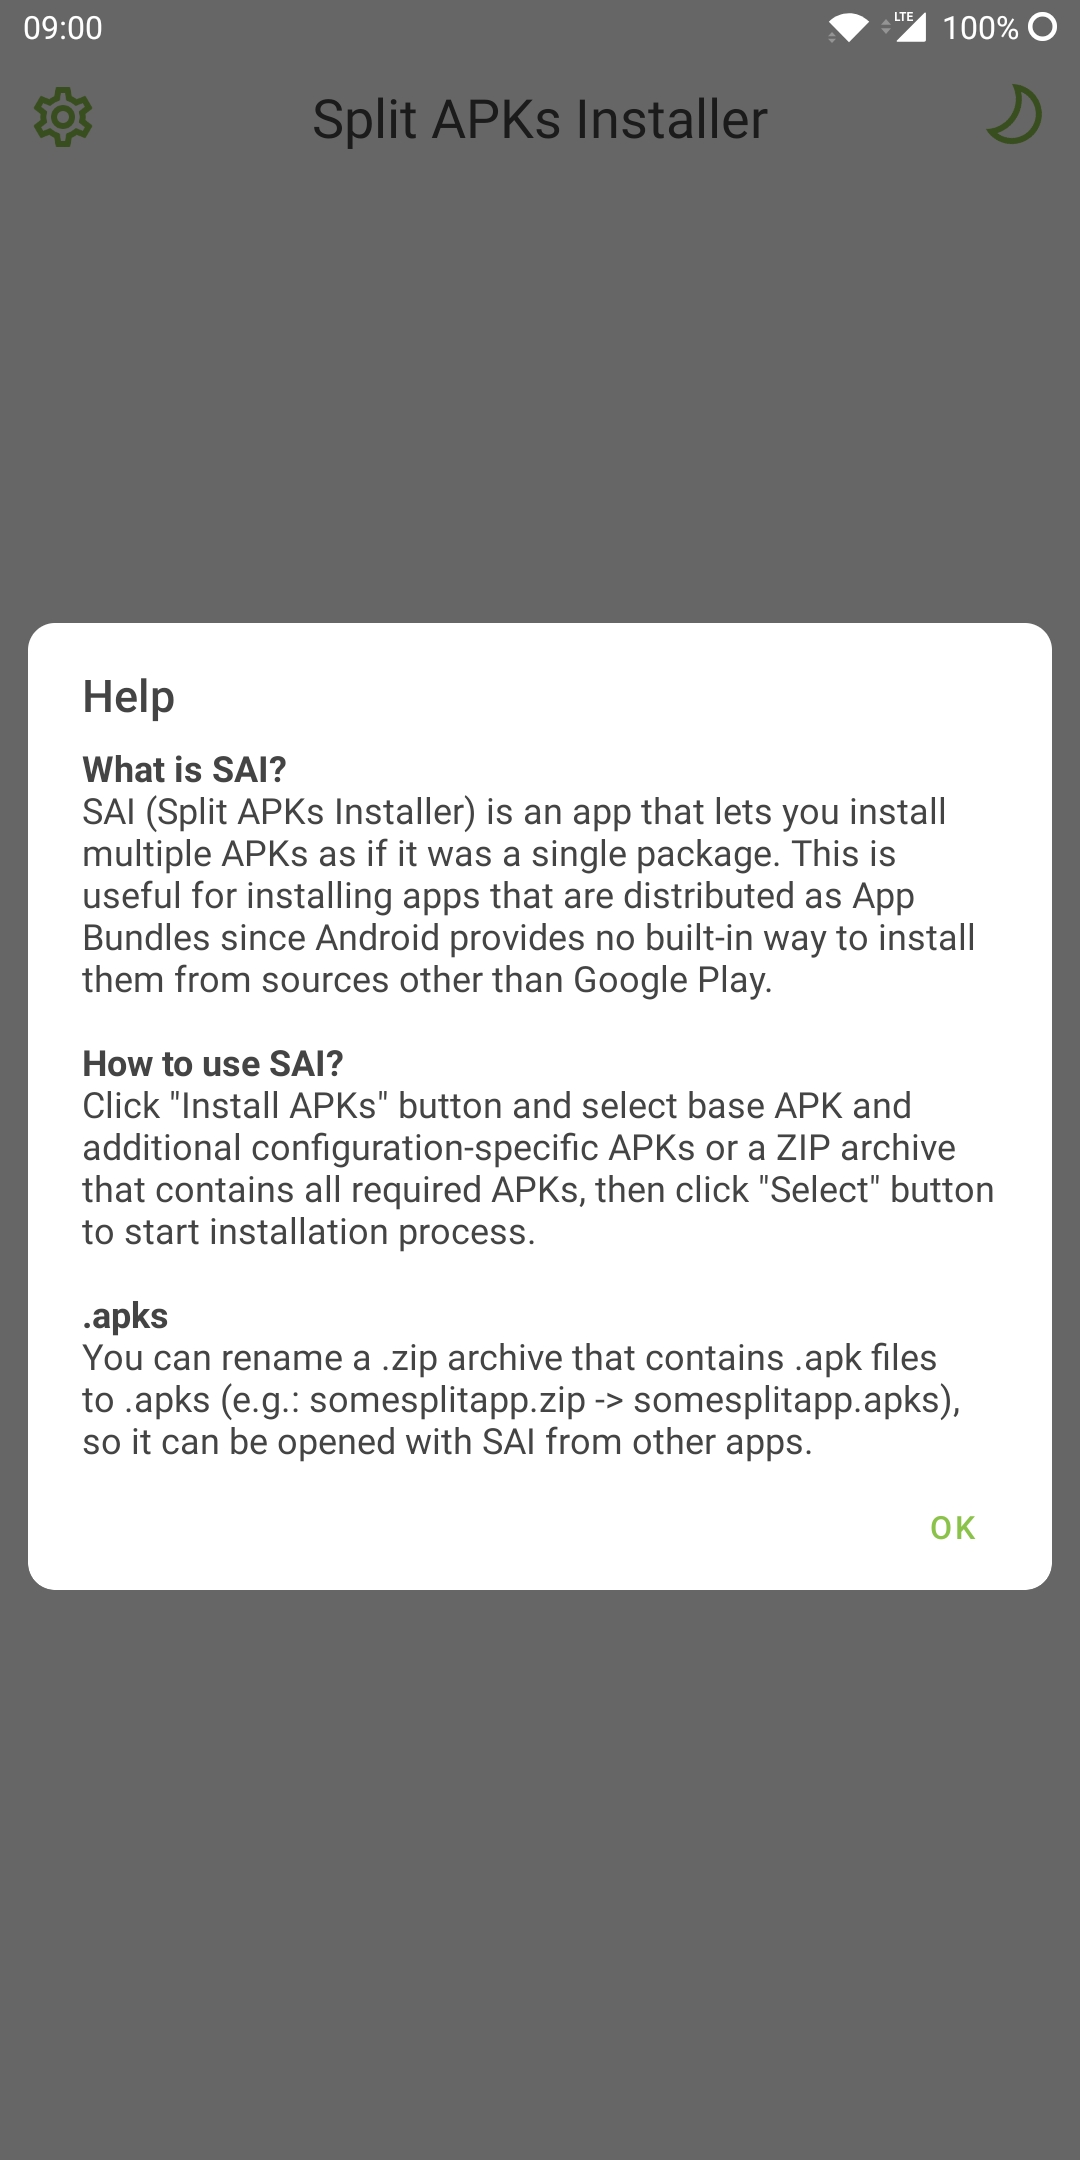 09:00
LTE
100%
Split APKs Installer
Help
What is SAI?
SAI (Split APKs Installer) is an app that lets you install
multiple APKs as if it was a single package. This is
useful for installing apps that are distributed as App
Bundles since Android provides no built-in way to install
them from sources other than Google Play.
How to use SAI?
Click "Install APKs" button and select base APK and
additional configuration-specific APKs or a ZIP archive
that contains all required APKs, then click "Select" button
to start installation process.
.apks
You can rename a .zip archive that contains .apk files
to .apks (e.g.: somesplitapp.zip -> somesplitapp.apks),
so it can be opened with SAI from other apps.
OK